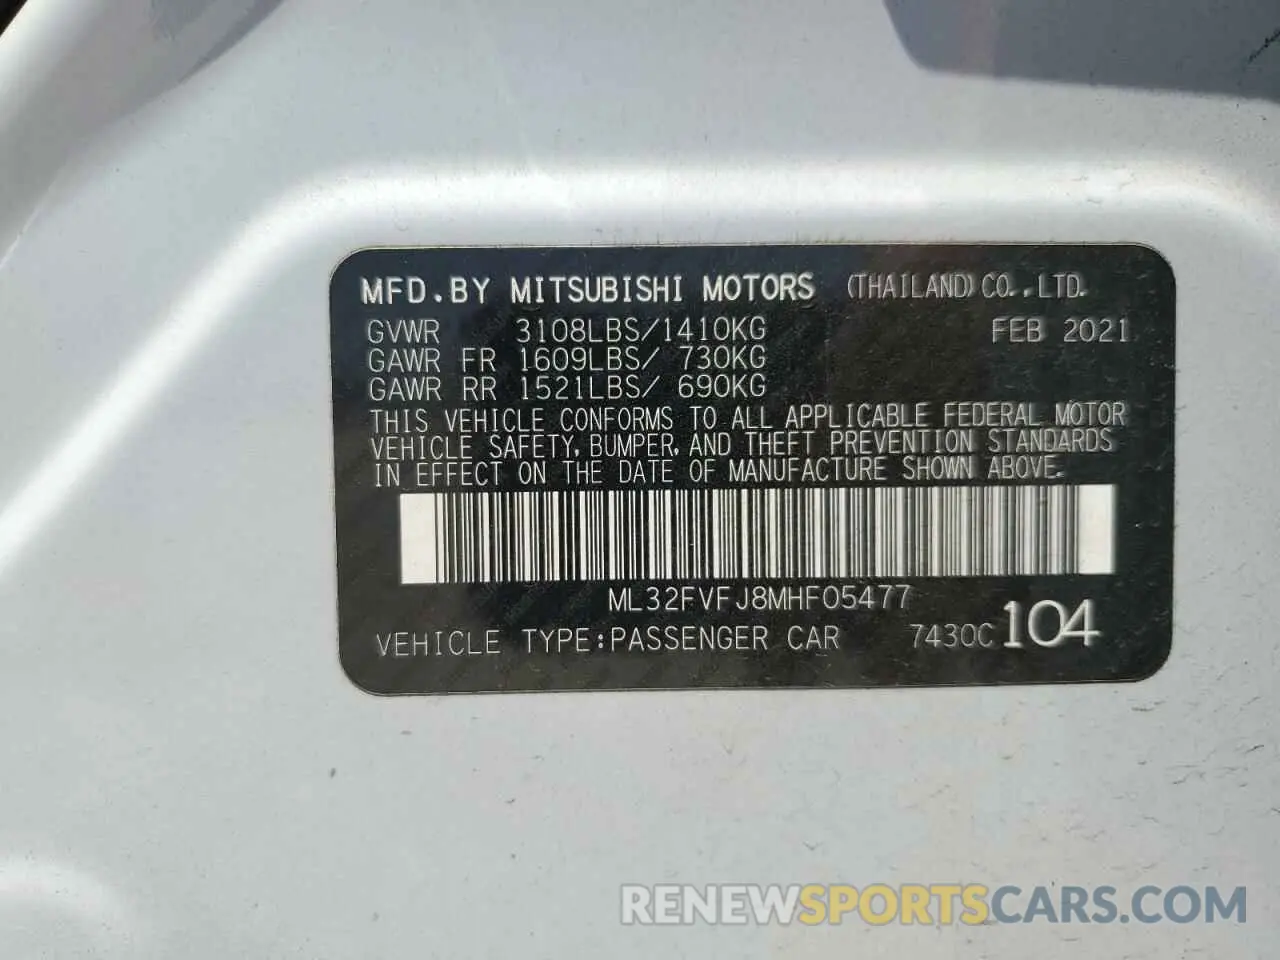 MFD.BY MITSUBISHI MOTORS (THAILAND) CO.,LTD.
GVWR 3108LBS/1410KG FEB 2021
GAWR FR 1609LBS/ 730KG
GAWR RR 1521LBS/ 690KG
THIS VEHICLE CONFORMS TO ALL APPLICABLE FEDERAL MOTOR
VEHICLE SAFETY, BUMPER, AND THEFT PREVENTION STANDARDS
IN EFFECT ON THE DATE OF MANUFACTURE SHOWN ABOVE.
ML32FVFJ8MHF05477
VEHICLE TYPE:PASSENGER CAR 7430C 104
RENEWSPORTSCARS.COM